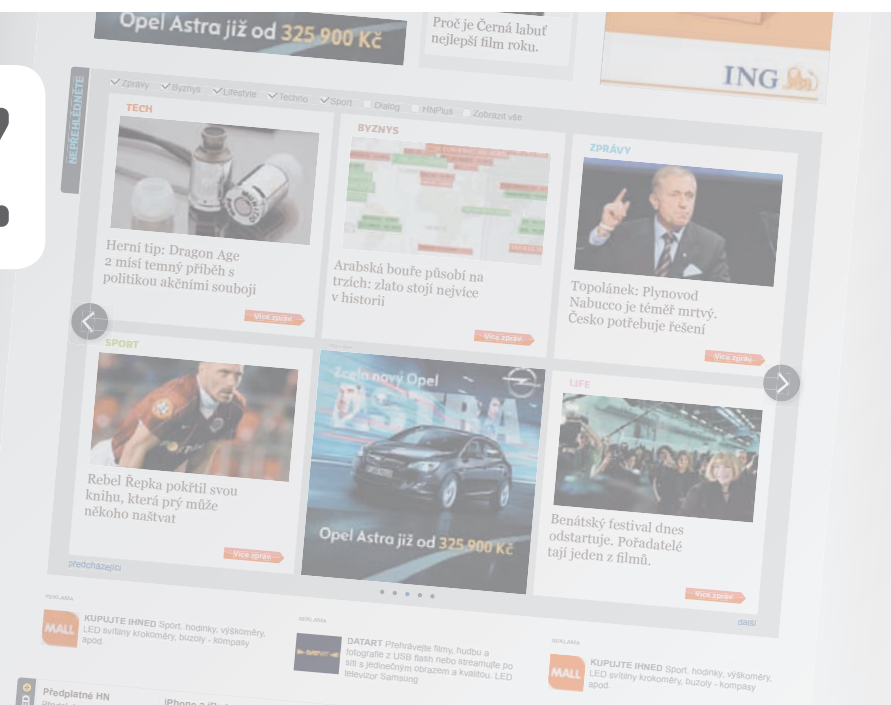 Opel Astra již od 325 900 Kč
Proč je Černá labuť
nejlepší film roku.
ING
NEPŘEHLÉDNĚTE
Zprávy Byznys Lifestyle Techno Sport Dialog HNPlus Zobrazit vše
TECH
Herní tip: Dragon Age
2 mísí temný příběh s
politikou akčními souboji
Více zpráv
BYZNYS
Arabská bouře působí na
trzích: zlato stojí nejvíce
v historii
Více zpráv
ZPRÁVY
Topolánek: Plynovod
Nabucco je téměř mrtvý.
Česko potřebuje řešení
Více zpráv
SPORT
Rebel Řepka pokřtil svou
knihu, která prý může
někoho naštvat
Více zpráv
Zcela nový Opel
ASTRA
Opel Astra již od 325 900 Kč
LIFE
Benátský festival dnes
odstartuje. Pořadatelé
tají jeden z filmů.
Více zpráv
předcházející
další
REKLAMA
MALL
KUPUJTE IHNED Sport, hodinky, výškoměry,
LED svítilny krokoměry, buzoly - kompasy
apod.
REKLAMA
DATART
DATART Přehrávejte filmy, hudbu a
fotografie z USB flash nebo streamujte po
síti s jedinečným obrazem a kvalitou. LED
televizor Samsung
REKLAMA
MALL
KUPUJTE IHNED Sport, hodinky, výškoměry,
LED svítilny krokoměry, buzoly - kompasy
apod.
Předplatné HN